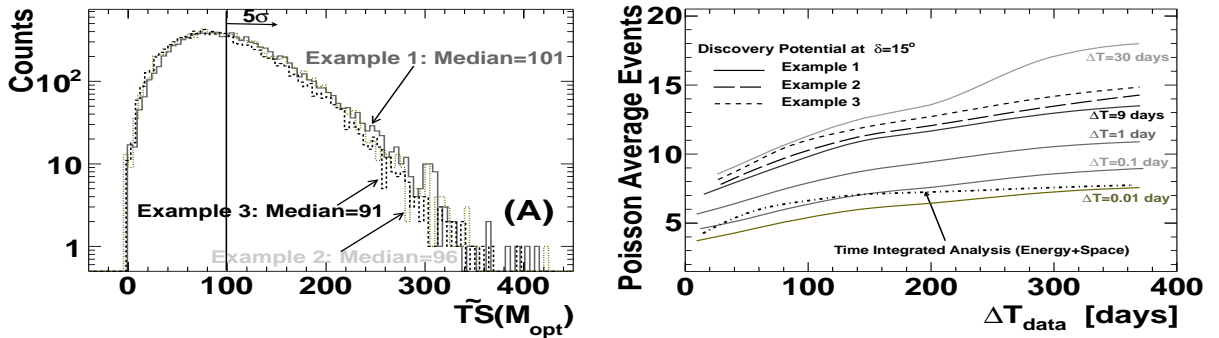 5σ
Counts
10²
10
1
Example 1: Median=101
Example 3: Median=91
(A)
Example 2: Median=96
0 100 200 300 400
T̃S(M_opt)
20
15
10
5
Poisson Average Events
Discovery Potential at δ=15°
Example 1
Example 2
Example 3
ΔT=30 days
ΔT=9 days
ΔT=1 day
ΔT=0.1 day
ΔT=0.01 day
Time Integrated Analysis (Energy+Space)
0 100 200 300 400
ΔT_data [days]